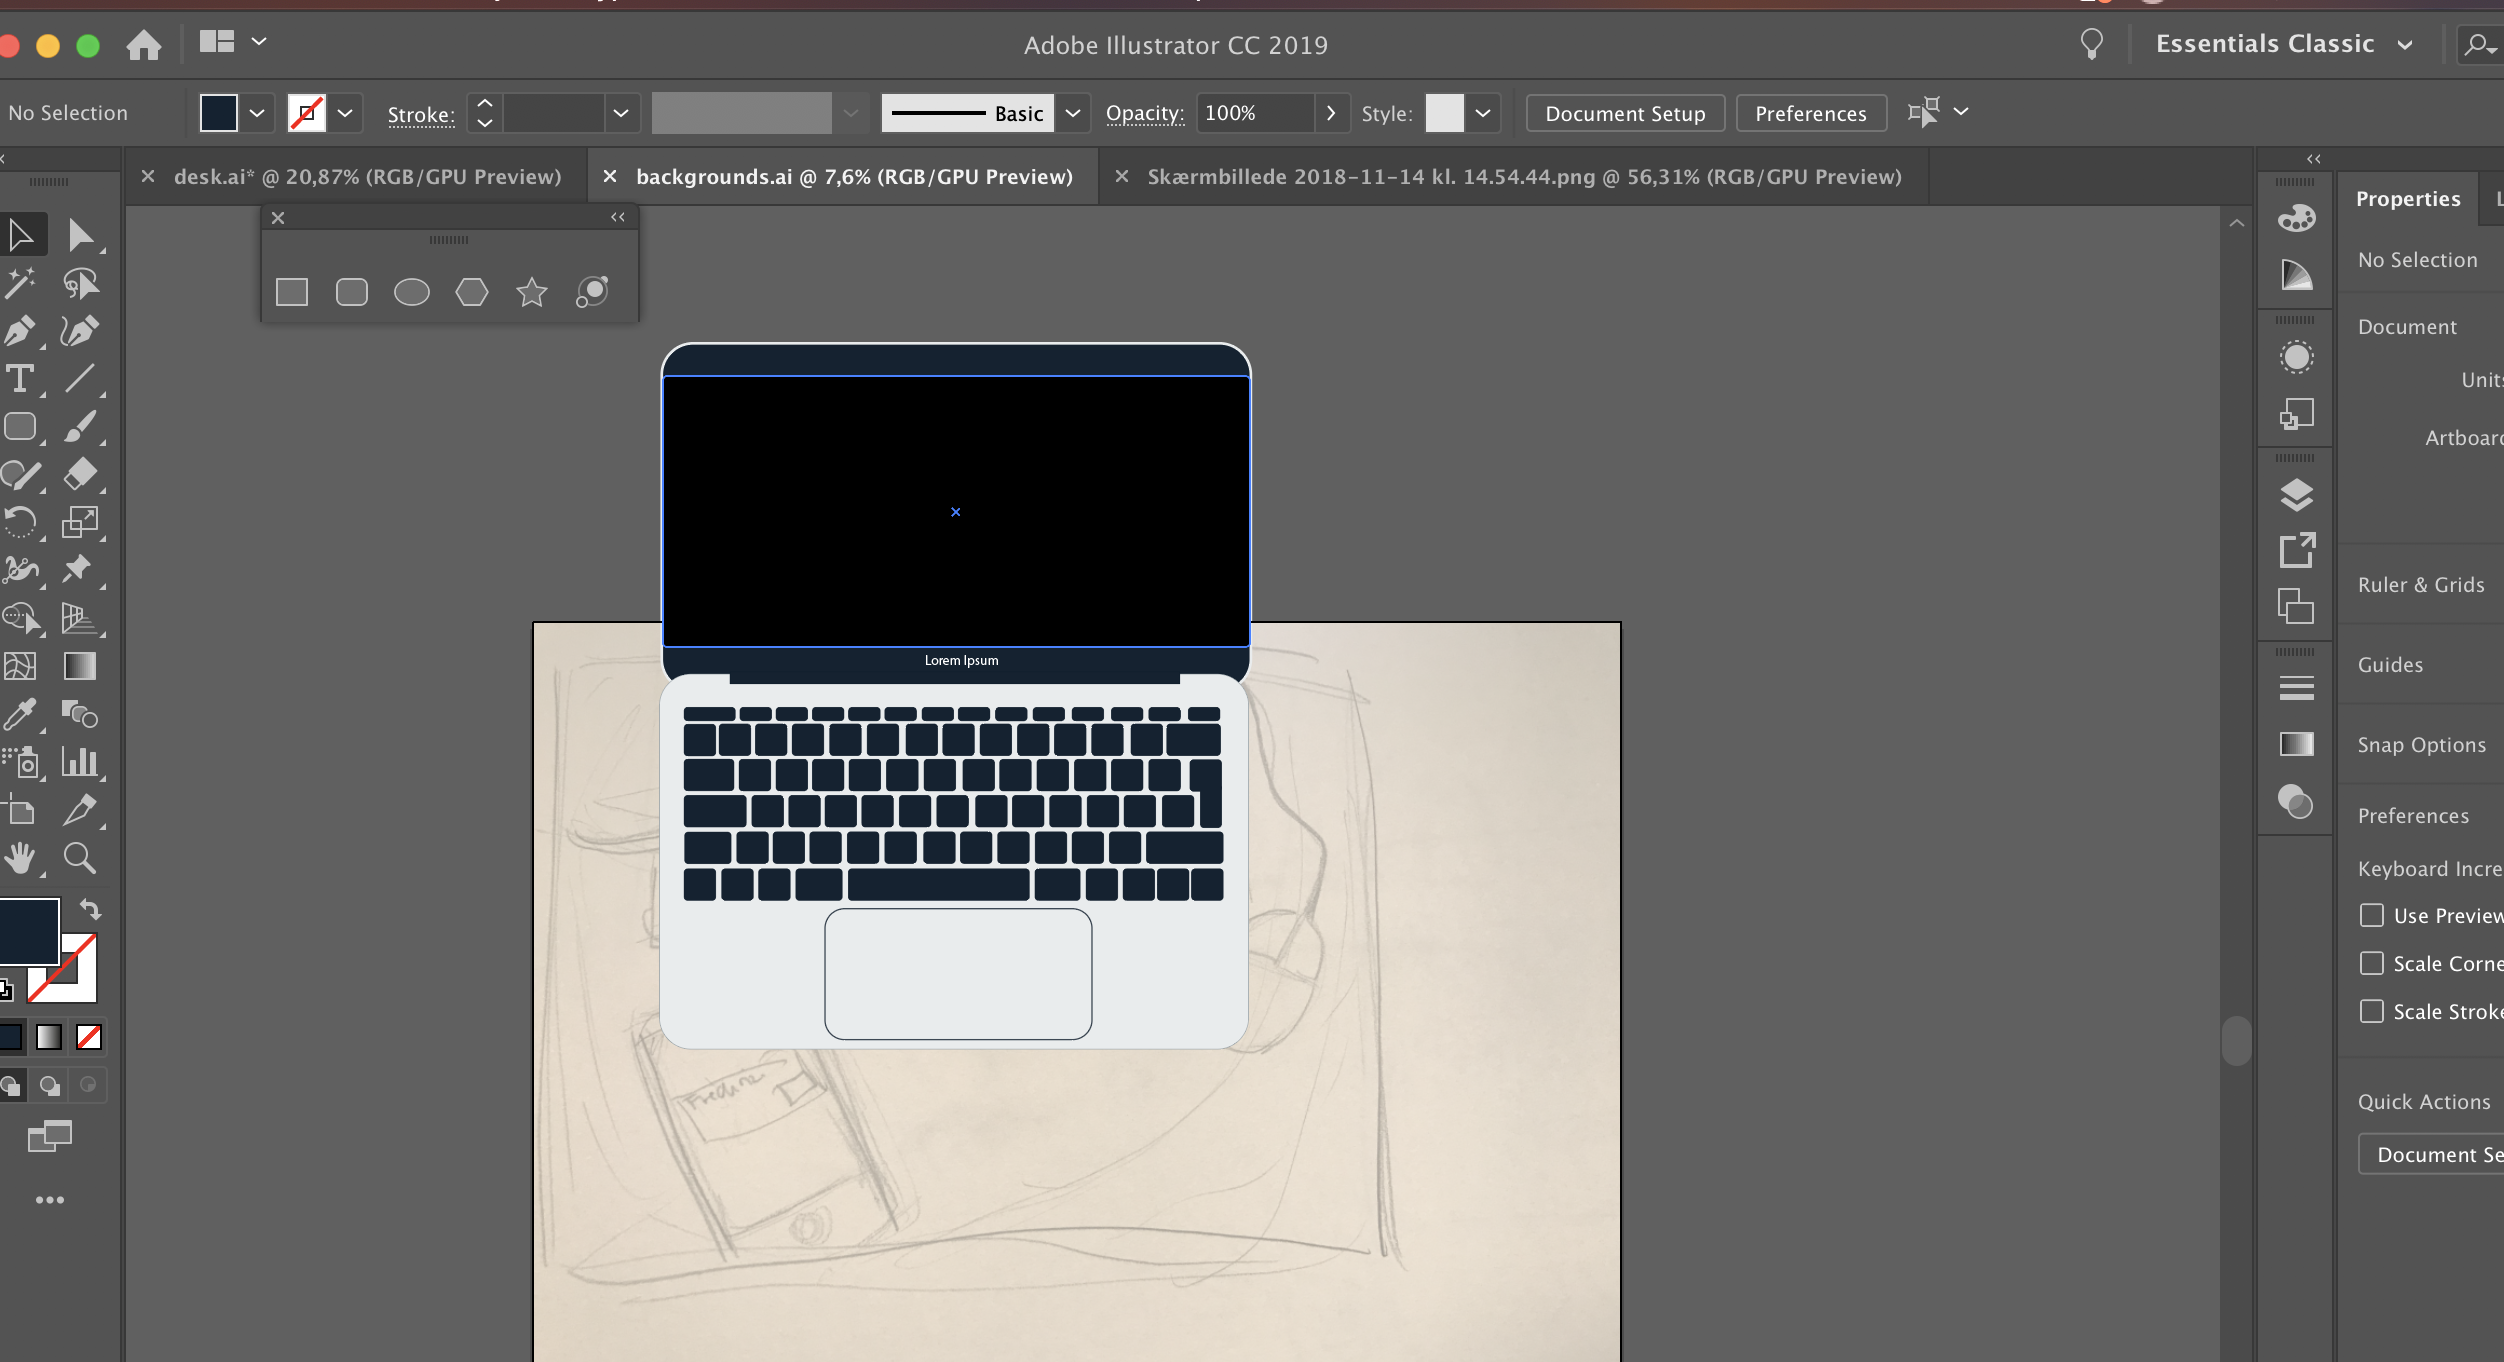 Adobe Illustrator CC 2019
Essentials Classic
No Selection
Stroke:
Basic
Opacity:
100%
Style:
Document Setup
Preferences
desk.ai* @ 20,87% (RGB/GPU Preview)
backgrounds.ai @ 7,6% (RGB/GPU Preview)
Skærmbillede 2018-11-14 kl. 14.54.44.png @ 56,31% (RGB/GPU Preview)
Properties
No Selection
Document
Units
Artboard
Ruler & Grids
Guides
Snap Options
Preferences
Keyboard Incre
Use Preview
Scale Corne
Scale Stroke
Quick Actions
Document Se
Lorem Ipsum